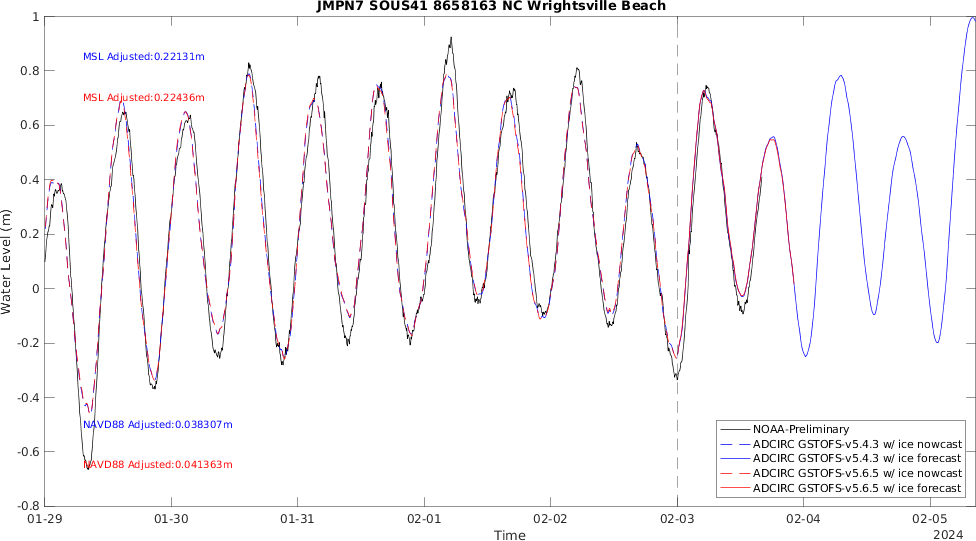 JMPN7 SOUS41 8658163 NC Wrightsville Beach
1
0.8
0.6
0.4
0.2
0
-0.2
-0.4
-0.6
-0.8
Water Level (m)
MSL Adjusted:0.22131m
MSL Adjusted:0.22436m
NAVD88 Adjusted:0.038307m
NAVD88 Adjusted:0.041363m
NOAA-Preliminary
ADCIRC GSTOFS-v5.4.3 w/ ice nowcast
ADCIRC GSTOFS-v5.4.3 w/ ice forecast
ADCIRC GSTOFS-v5.6.5 w/ ice nowcast
ADCIRC GSTOFS-v5.6.5 w/ ice forecast
01-29 01-30 01-31 02-01 02-02 02-03 02-04 02-05
Time
2024